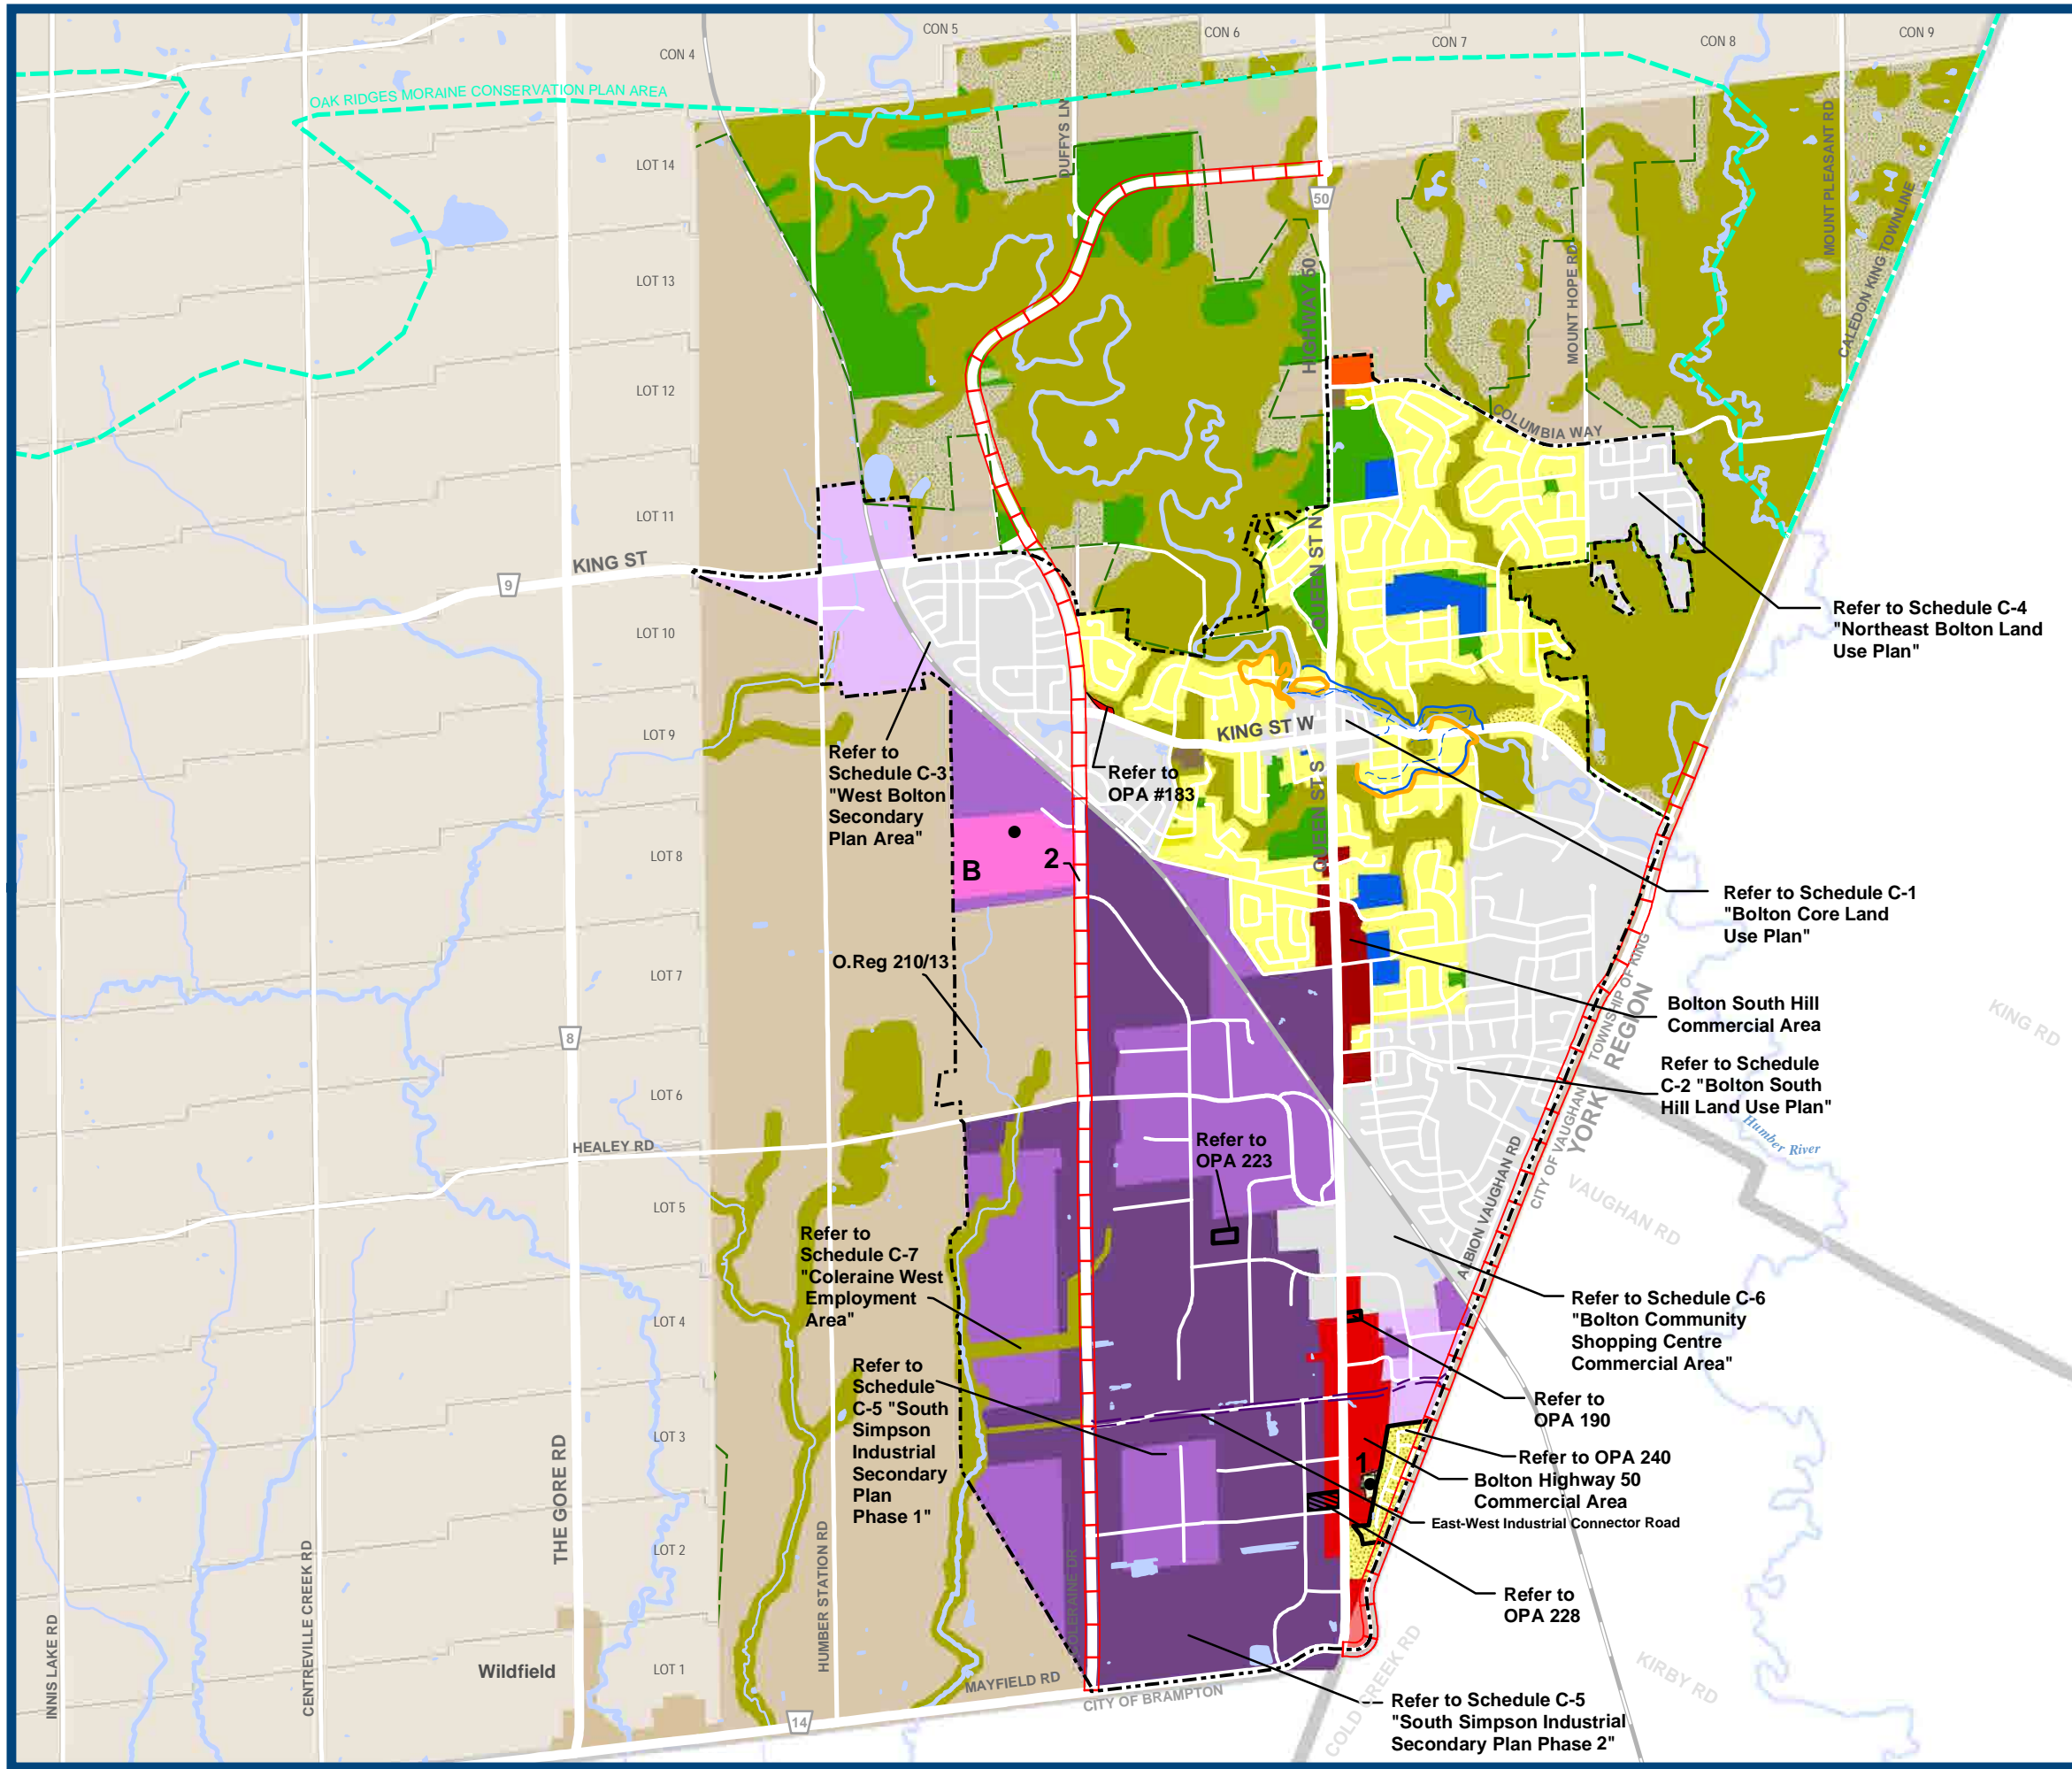 CON 4
CON 5
CON 6
CON 7
CON 8
CON 9
OAK RIDGES MORAINE CONSERVATION PLAN AREA
LOT 14
LOT 13
LOT 12
LOT 11
LOT 10
LOT 9
LOT 8
LOT 7
LOT 6
LOT 5
LOT 4
LOT 3
LOT 2
LOT 1
DUFFYS LN
50
HIGHWAY 50
MOUNT HOPE RD
MOUNT PLEASANT RD
CALEDON KING TOWNLINE
COLUMBIA WAY
KING ST
9
QUEEN ST N
KING ST W
QUEEN ST S
Refer to Schedule C-4
"Northeast Bolton Land
Use Plan"
Refer to
Schedule C-3
"West Bolton
Secondary
Plan Area"
Refer to
OPA #183
B
2
Refer to Schedule C-1
"Bolton Core Land
Use Plan"
O.Reg 210/13
Bolton South Hill
Commercial Area
Refer to Schedule
C-2 "Bolton South
Hill Land Use Plan"
8
HEALEY RD
Refer to
OPA 223
TOWNSHIP OF KING
CITY OF VAUGHAN
YORK REGION
KING RD
Humber River
VAUGHAN RD
ALBION VAUGHAN RD
Refer to
Schedule C-7
"Coleraine West
Employment
Area"
Refer to Schedule C-6
"Bolton Community
Shopping Centre
Commercial Area"
Refer to
Schedule
C-5 "South
Simpson
Industrial
Secondary
Plan
Phase 1"
Refer to
OPA 190
Refer to OPA 240
1
Bolton Highway 50
Commercial Area
East-West Industrial Connector Road
Refer to
OPA 228
INNIS LAKE RD
CENTREVILLE CREEK RD
THE GORE RD
HUMBER STATION RD
COLERAINE DR
Wildfield
MAYFIELD RD
14
CITY OF BRAMPTON
COLD CREEK RD
KIRBY RD
Refer to Schedule C-5
"South Simpson Industrial
Secondary Plan Phase 2"